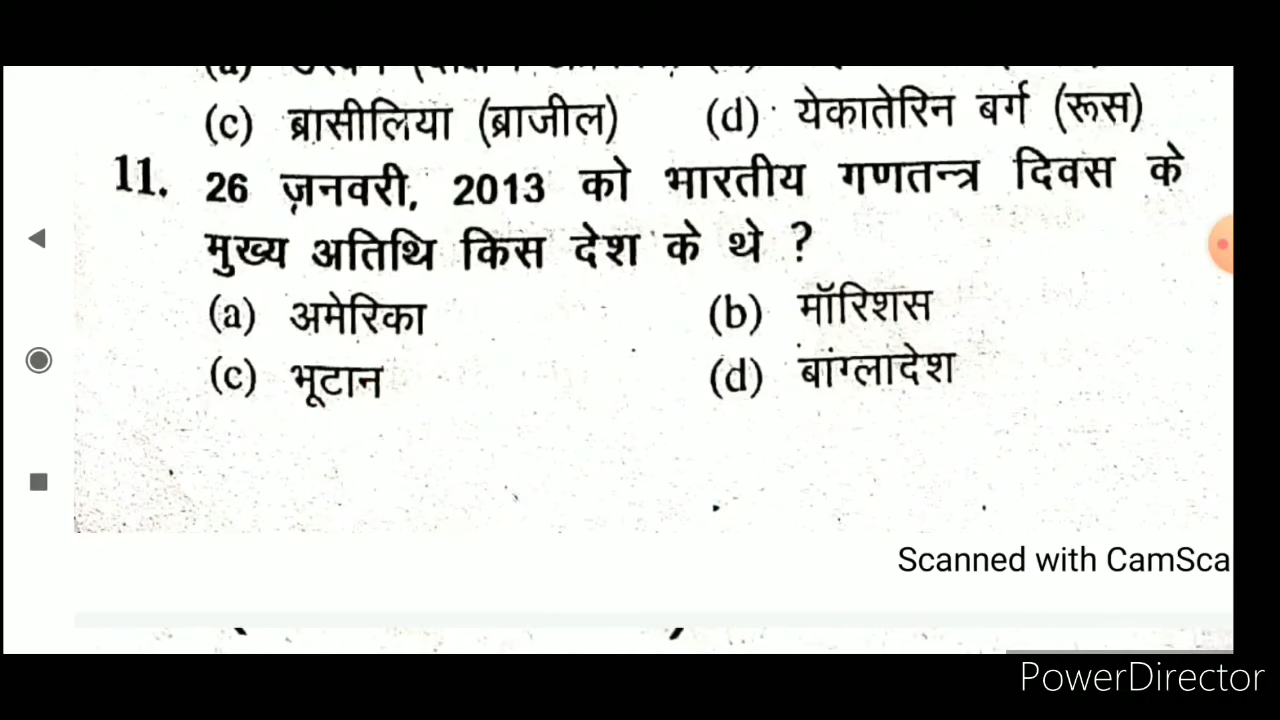 (c) ब्रासीलिया (ब्राजील) (d) येकातेरिन बर्ग (रूस)
11. 26 ज़नवरी, 2013 को भारतीय गणतन्त्र दिवस के
मुख्य अतिथि किस देश के थे ?
(a) अमेरिका (b) मॉरिशस
(c) भूटान (d) बांग्लादेश
Scanned with CamSca
PowerDirector